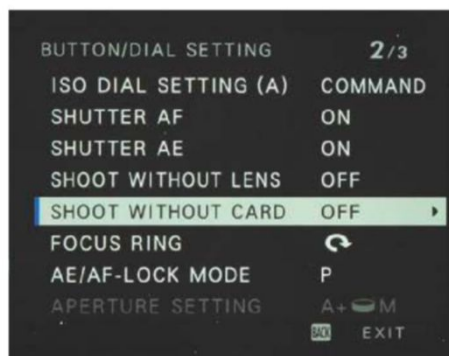 BUTTON/DIAL SETTING 2/3
ISO DIAL SETTING (A) COMMAND
SHUTTER AF ON
SHUTTER AE ON
SHOOT WITHOUT LENS OFF
SHOOT WITHOUT CARD OFF
FOCUS RING
AE/AF-LOCK MODE P
APERTURE SETTING A+ M
BACK EXIT